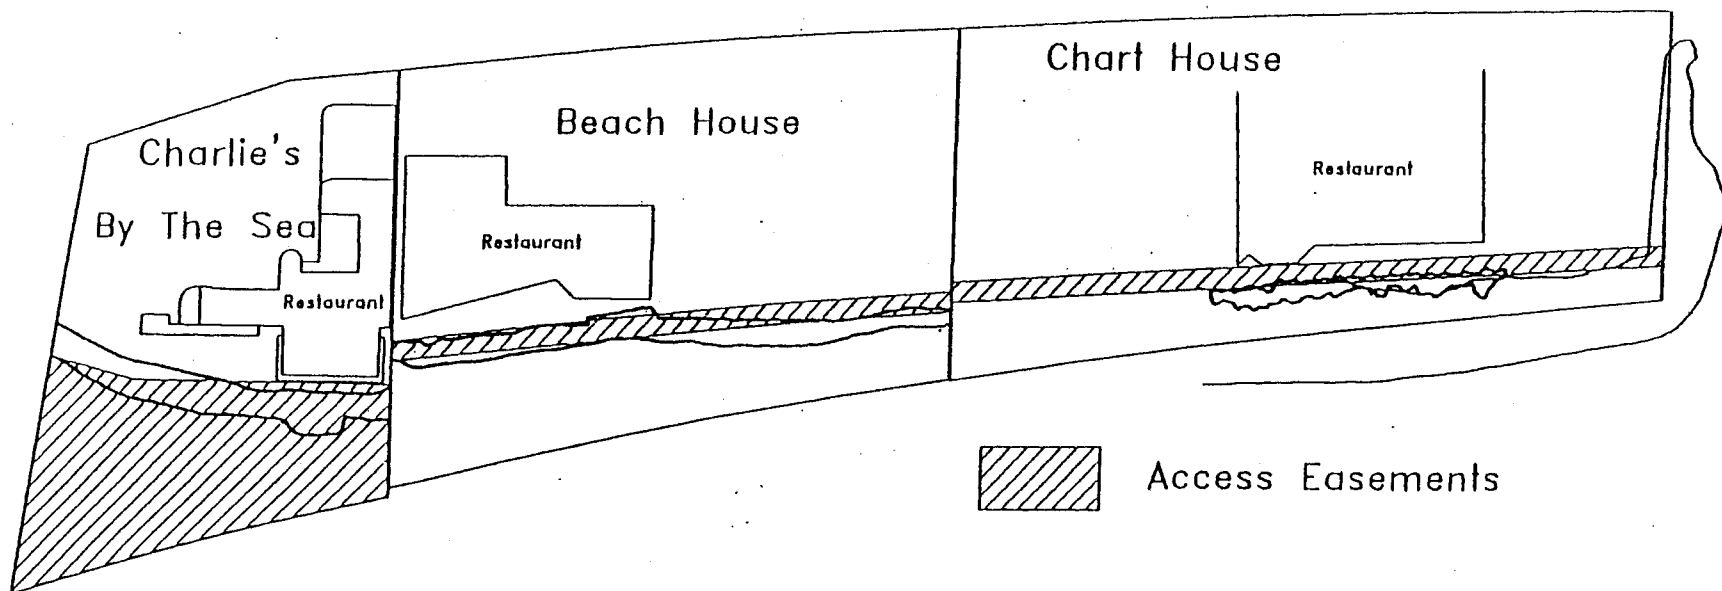 Charlie's
By The Sea
Restaurant
Beach House
Restaurant
Chart House
Restaurant
Access Easements